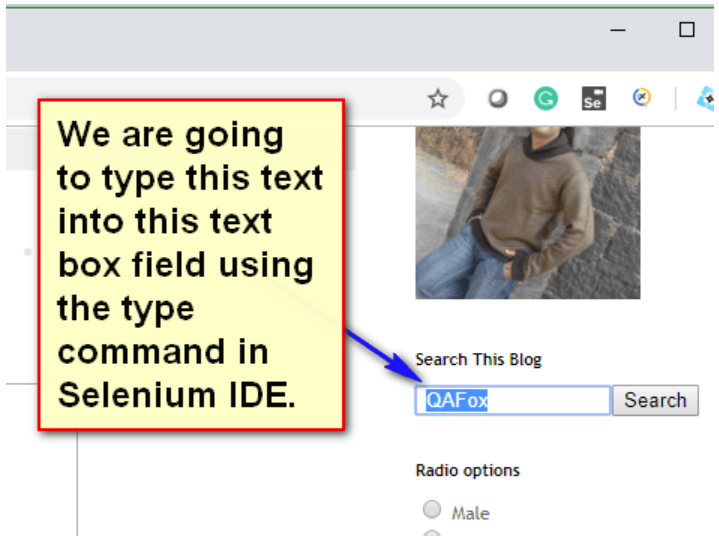 We are going
to type this text
into this text
box field using
the type
command in
Selenium IDE.
Se
Search This Blog
QAFox
Search
Radio options
Male